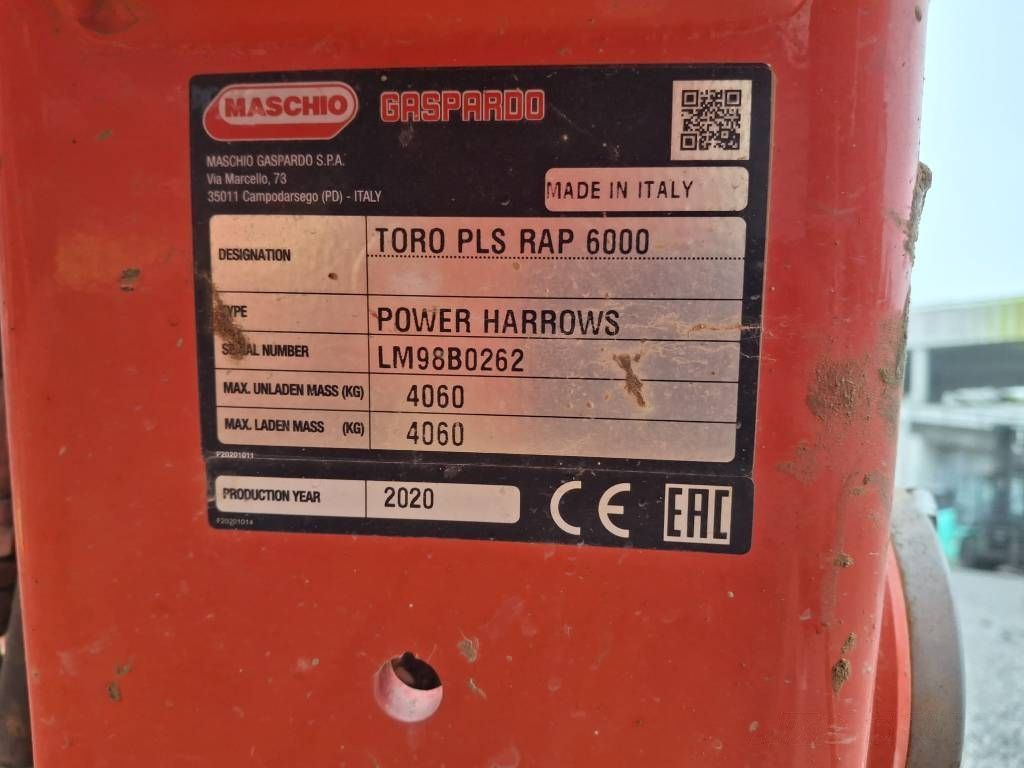 MASCHIO GASPARDO
MASCHIO GASPARDO S.P.A.
Via Marcello, 73
35011 Campodarsego (PD) - ITALY
MADE IN ITALY
DESIGNATION TORO PLS RAP 6000
TYPE POWER HARROWS
SERIAL NUMBER LM98B0262
MAX. UNLADEN MASS (KG) 4060
MAX. LADEN MASS (KG) 4060
F20201011
PRODUCTION YEAR 2020 CE EAC
F20201014